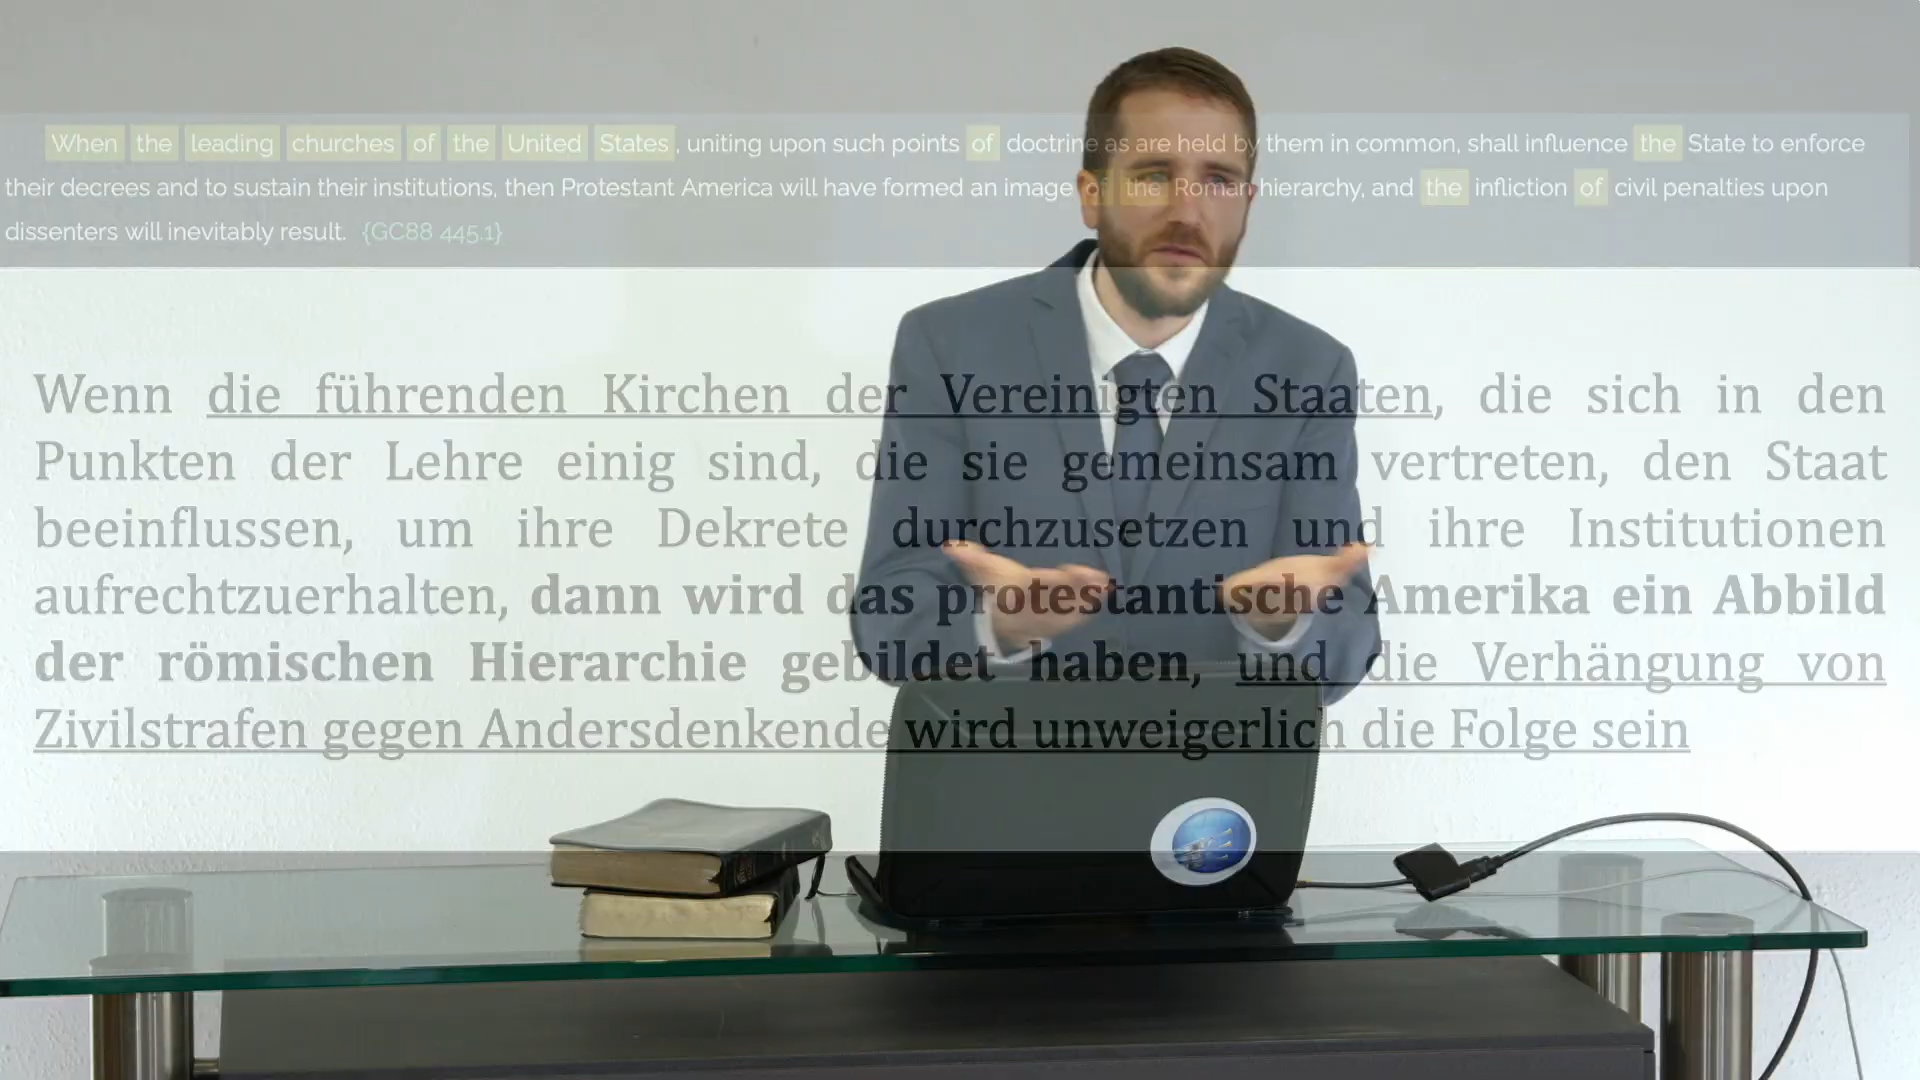 When the leading churches of the United States, uniting upon such points of doctrine as are held by them in common, shall influence the State to enforce
their decrees and to sustain their institutions, then Protestant America will have formed an image of the Roman hierarchy, and the infliction of civil penalties upon
dissenters will inevitably result. {GC88 445.1}
Wenn die führenden Kirchen der Vereinigten Staaten, die sich in den
Punkten der Lehre einig sind, die sie gemeinsam vertreten, den Staat
beeinflussen, um ihre Dekrete durchzusetzen und ihre Institutionen
aufrechtzuerhalten, dann wird das protestantische Amerika ein Abbild
der römischen Hierarchie gebildet haben, und die Verhängung von
Zivilstrafen gegen Andersdenkende wird unweigerlich die Folge sein